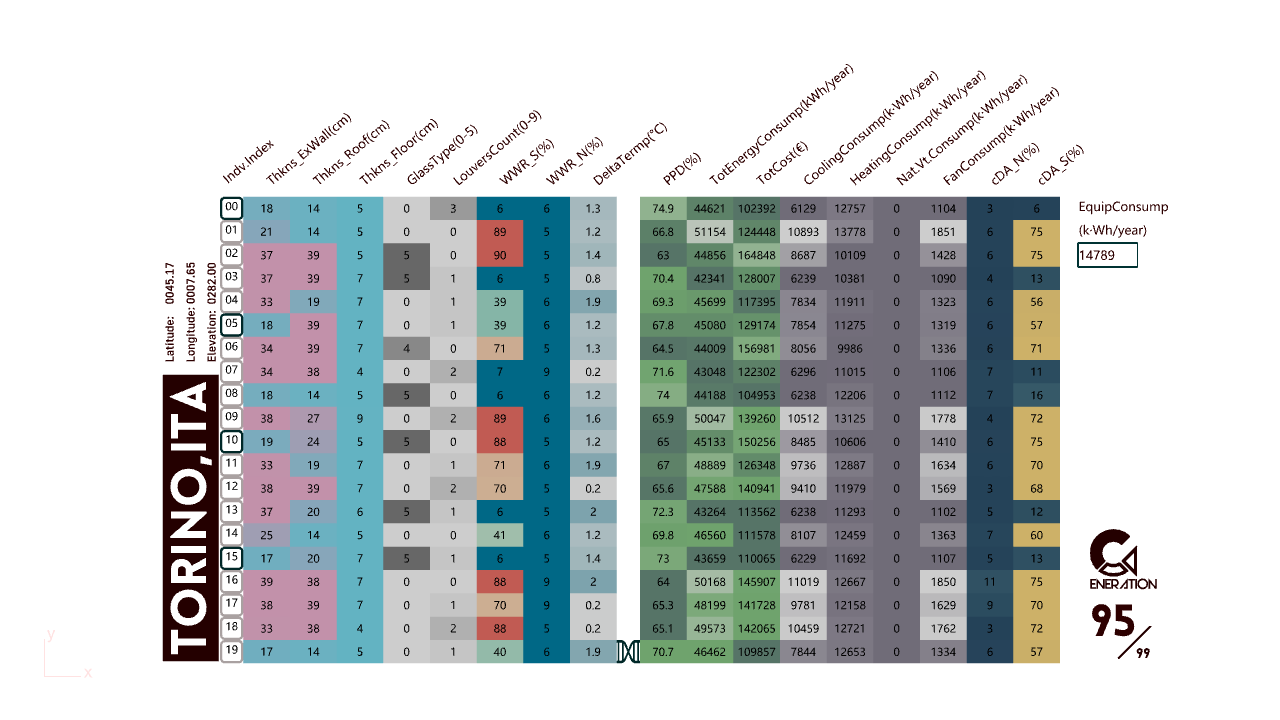 Indv.Index Thkns_ExWall(cm) Thkns_Roof(cm) Thkns_Floor(cm) GlassType(0-5) LouversCount(0-9) WWR_S(%) WWR_N(%) DeltaTermp(°C) PPD(%) TotEnergyConsump(kWh/year) TotCost(€) CoolingConsump(k·Wh/year) HeatingConsump(k·Wh/year) Nat.Vt.Consump(k·Wh/year) FanConsump(k·Wh/year) cDA_N(%) cDA_S(%)
00 18 14 5 0 3 6 6 1.3 74.9 44621 102392 6129 12757 0 1104 3 6
01 21 14 5 0 0 89 5 1.2 66.8 51154 124448 10893 13778 0 1851 6 75
02 37 39 5 5 0 90 5 1.4 63 44856 164848 8687 10109 0 1428 6 75
03 37 39 7 5 1 6 5 0.8 70.4 42341 128007 6239 10381 0 1090 4 13
04 33 19 7 0 1 39 6 1.9 69.3 45699 117395 7834 11911 0 1323 6 56
05 18 39 7 0 1 39 6 1.2 67.8 45080 129174 7854 11275 0 1319 6 57
06 34 39 7 4 0 71 5 1.3 64.5 44009 156981 8056 9986 0 1336 6 71
07 34 38 4 0 2 7 9 0.2 71.6 43048 122302 6296 11015 0 1106 7 11
08 18 14 5 5 0 6 6 1.2 74 44188 104953 6238 12206 0 1112 7 16
09 38 27 9 0 2 89 6 1.6 65.9 50047 139260 10512 13125 0 1778 4 72
10 19 24 5 5 0 88 5 1.2 65 45133 150256 8485 10606 0 1410 6 75
11 33 19 7 0 1 71 6 1.9 67 48889 126348 9736 12887 0 1634 6 70
12 38 39 7 0 2 70 5 0.2 65.6 47588 140941 9410 11979 0 1569 3 68
13 37 20 6 5 1 6 5 2 72.3 43264 113562 6238 11293 0 1102 5 12
14 25 14 5 0 0 41 6 1.2 69.8 46560 111578 8107 12459 0 1363 7 60
15 17 20 7 5 1 6 5 1.4 73 43659 110065 6229 11692 0 1107 5 13
16 39 38 7 0 0 88 9 2 64 50168 145907 11019 12667 0 1850 11 75
17 38 39 7 0 1 70 9 0.2 65.3 48199 141728 9781 12158 0 1629 9 70
18 33 38 4 0 2 88 5 0.2 65.1 49573 142065 10459 12721 0 1762 3 72
19 17 14 5 0 1 40 6 1.9 70.7 46462 109857 7844 12653 0 1334 6 57
Latitude: 0045.17
Longitude: 0007.65
Elevation: 0282.00
TORINO,ITA
EquipConsump
(k·Wh/year)
14789
GENERATION
95/99
y
x